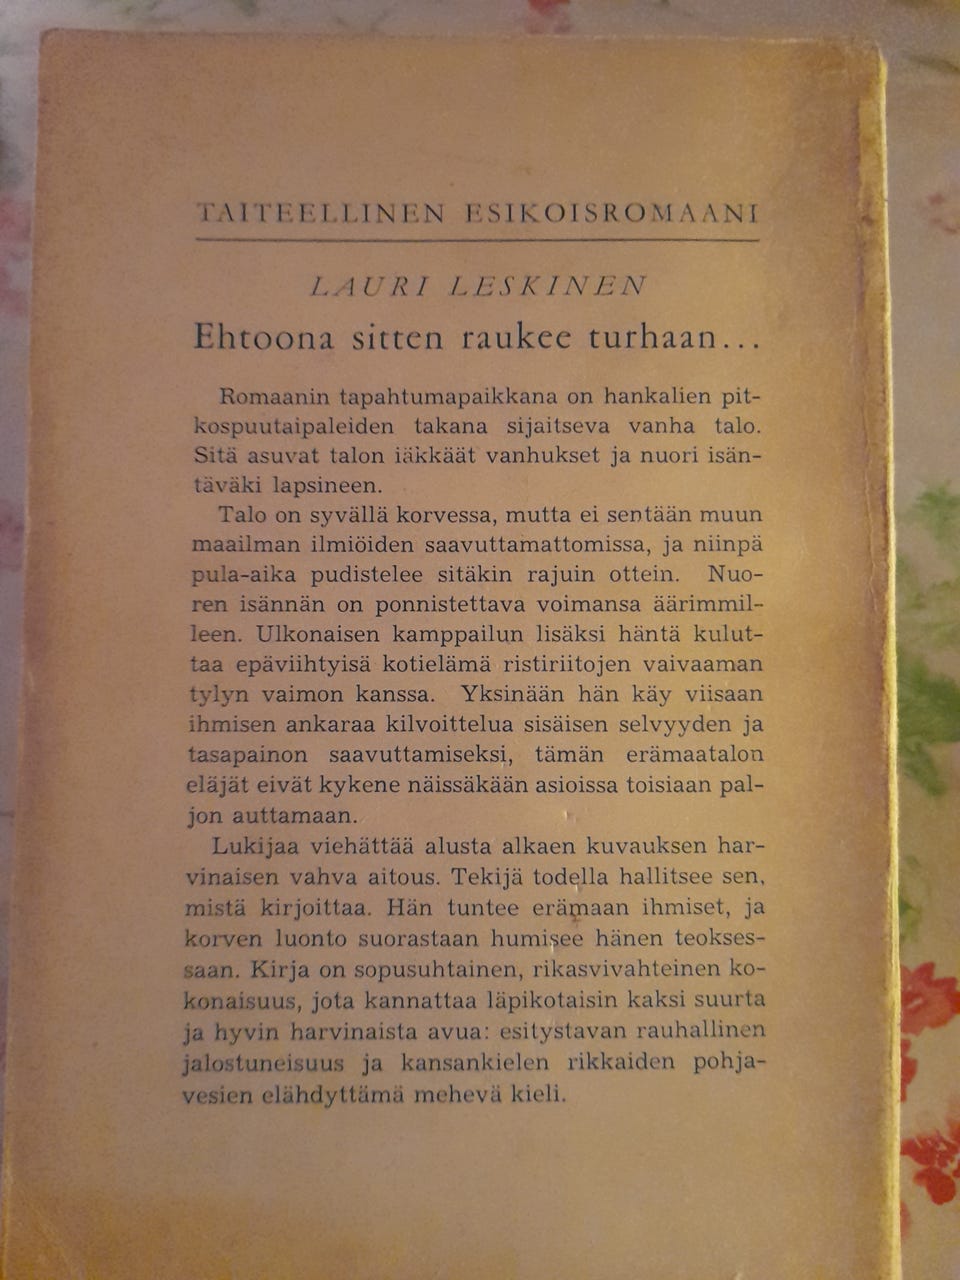 TAITEELLINEN ESIKOISROMAANI
LAURI LESKINEN
Ehtoona sitten raukee turhaan...
Romaanin tapahtumapaikkana on hankalien pit-
kospuutaipaleiden takana sijaitseva vanha talo.
Sitä asuvat talon iäkkäät vanhukset ja nuori isän-
täväki lapsineen.
Talo on syvällä korvessa, mutta ei sentään muun
maailman ilmiöiden saavuttamattomissa, ja niinpä
pula-aika pudistelee sitäkin rajuin ottein. Nuo-
ren isännän on ponnistettava voimansa äärimmil-
leen. Ulkonaisen kamppailun lisäksi häntä kulut-
taa epäviihtyisä kotielämä ristiriitojen vaivaaman
tylyn vaimon kanssa. Yksinään hän käy viisaan
ihmisen ankaraa kilvoittelua sisäisen selvyyden ja
tasapainon saavuttamiseksi, tämän erämaatalon
eläjät eivät kykene näissäkään asioissa toisiaan pal-
jon auttamaan.
Lukijaa viehättää alusta alkaen kuvauksen har-
vinaisen vahva aitous. Tekijä todella hallitsee sen,
mistä kirjoittaa. Hän tuntee erämaan ihmiset, ja
korven luonto suorastaan humisee hänen teokses-
saan. Kirja on sopusuhtainen, rikasvivahteinen ko-
konaisuus, jota kannattaa läpikotaisin kaksi suurta
ja hyvin harvinaista avua: esitystavan rauhallinen
jalostuneisuus ja kansankielen rikkaiden pohja-
vesien elähdyttämä mehevä kieli.